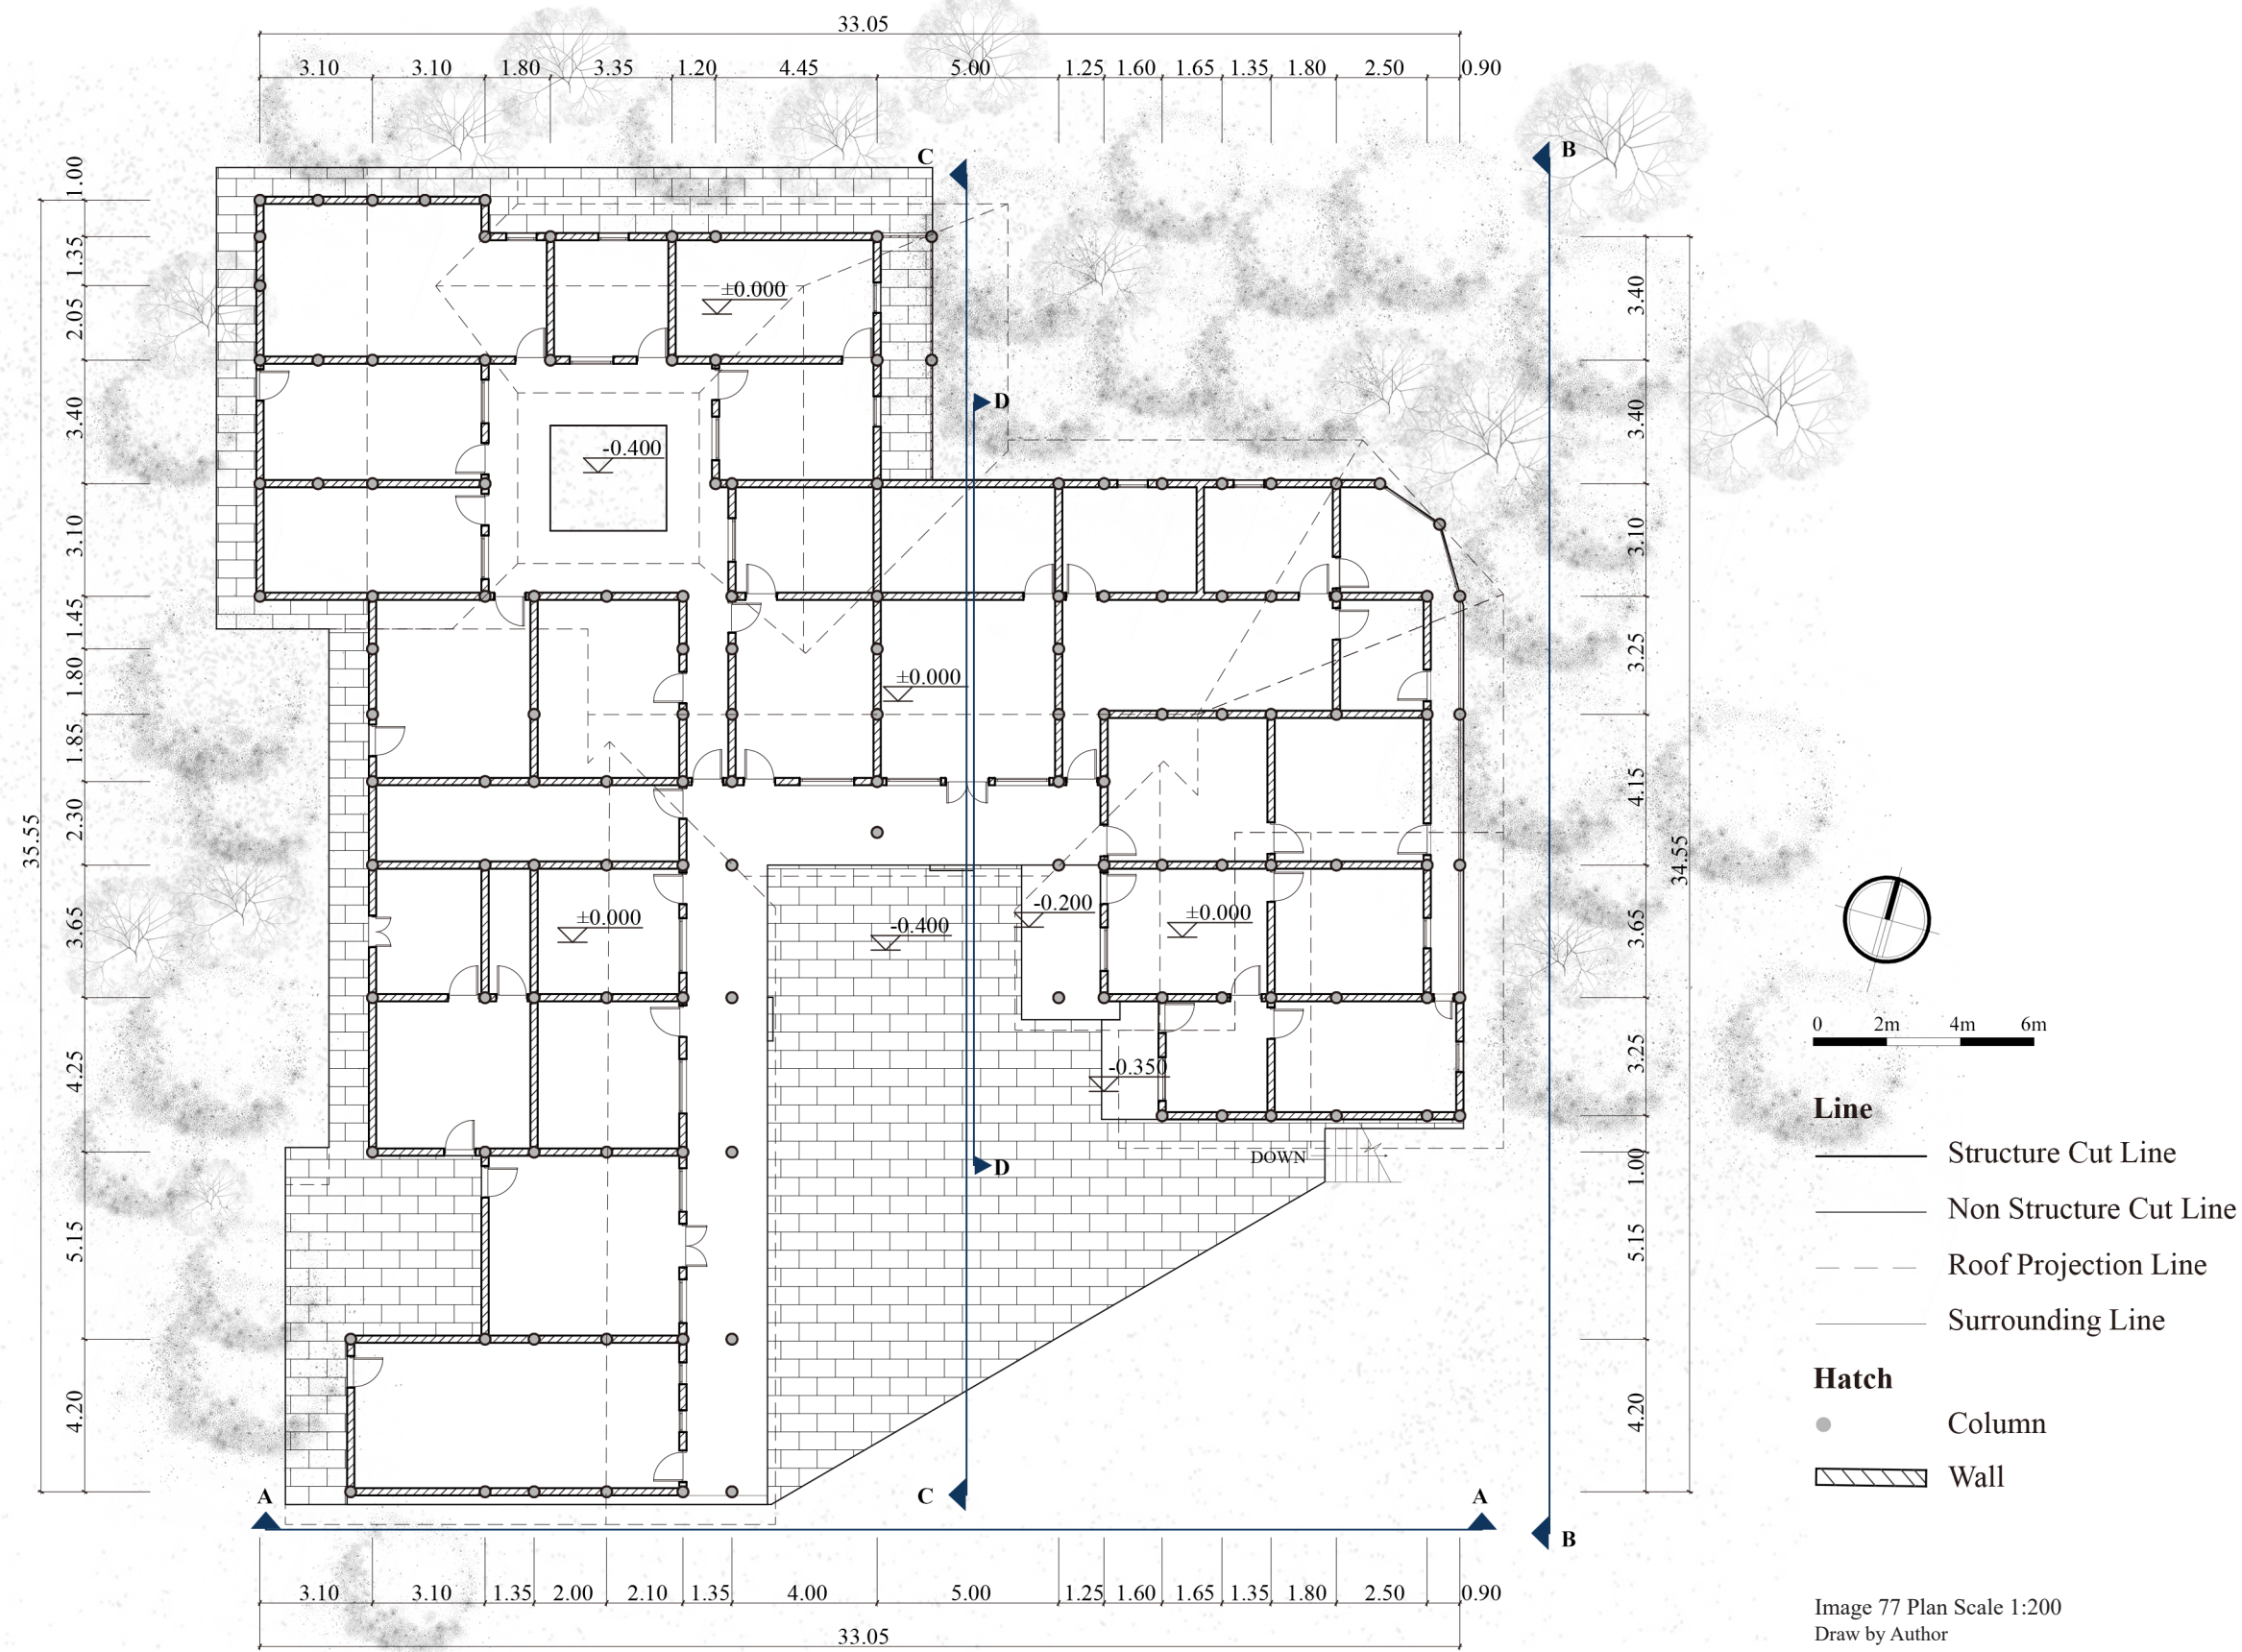 33.05
3.10 3.10 1.80 3.35 1.20 4.45 5.00 1.25 1.60 1.65 1.35 1.80 2.50 0.90
C
B
1.00
1.35
2.05
3.40
3.10
1.45
1.80
1.85
2.30
3.65
4.25
5.15
4.20
35.55
±0.000
D
-0.400
±0.000
±0.000
-0.400
-0.200
±0.000
-0.350
D
DOWN
3.40
3.40
3.10
3.25
4.15
3.65
3.25
1.00
5.15
4.20
34.55
A
C
A
B
3.10 3.10 1.35 2.00 2.10 1.35 4.00 5.00 1.25 1.60 1.65 1.35 1.80 2.50 0.90
33.05
0 2m 4m 6m
Line
Structure Cut Line
Non Structure Cut Line
Roof Projection Line
Surrounding Line
Hatch
Column
Wall
Image 77 Plan Scale 1:200
Draw by Author